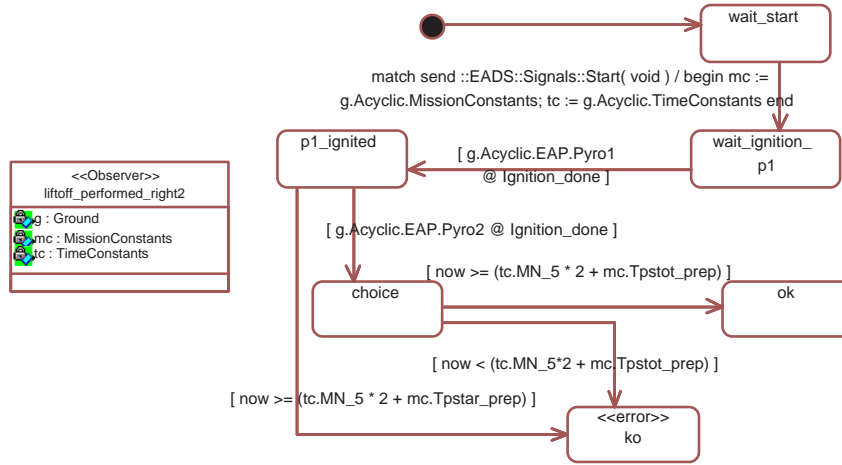 wait_start
match send ::EADS::Signals::Start( void ) / begin mc :=
g.Acyclic.MissionConstants; tc := g.Acyclic.TimeConstants end
p1_ignited
wait_ignition_
p1
[ g.Acyclic.EAP.Pyro1
@ Ignition_done ]
<<Observer>>
liftoff_performed_right2
g : Ground
mc : MissionConstants
tc : TimeConstants
[ g.Acyclic.EAP.Pyro2 @ Ignition_done ]
[ now >= (tc.MN_5 * 2 + mc.Tpstot_prep) ]
choice
ok
[ now < (tc.MN_5*2 + mc.Tpstot_prep) ]
[ now >= (tc.MN_5 * 2 + mc.Tpstar_prep) ]
<<error>>
ko